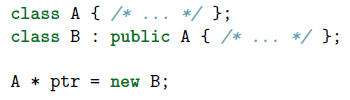 class A { /* ... */ };
class B : public A { /* ... */ };
A * ptr = new B;